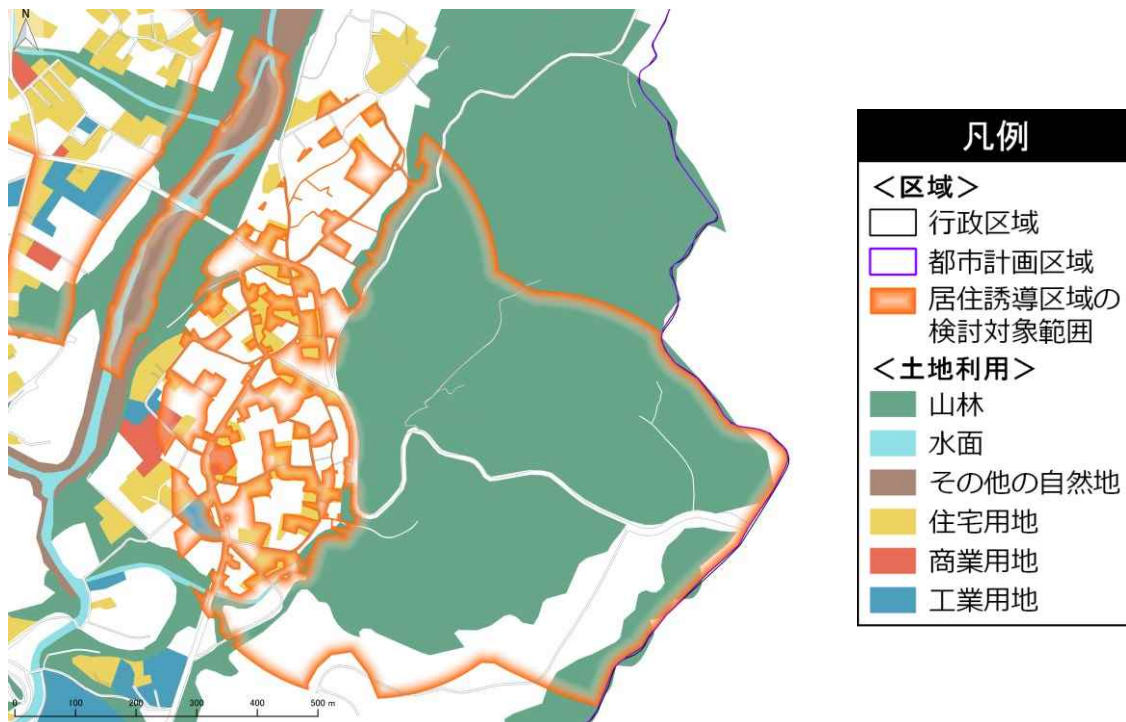 N
0 100 200 300 400 500 m
凡例
<区域>
行政区域
都市計画区域
居住誘導区域の
検討対象範囲
<土地利用>
山林
水面
その他の自然地
住宅用地
商業用地
工業用地